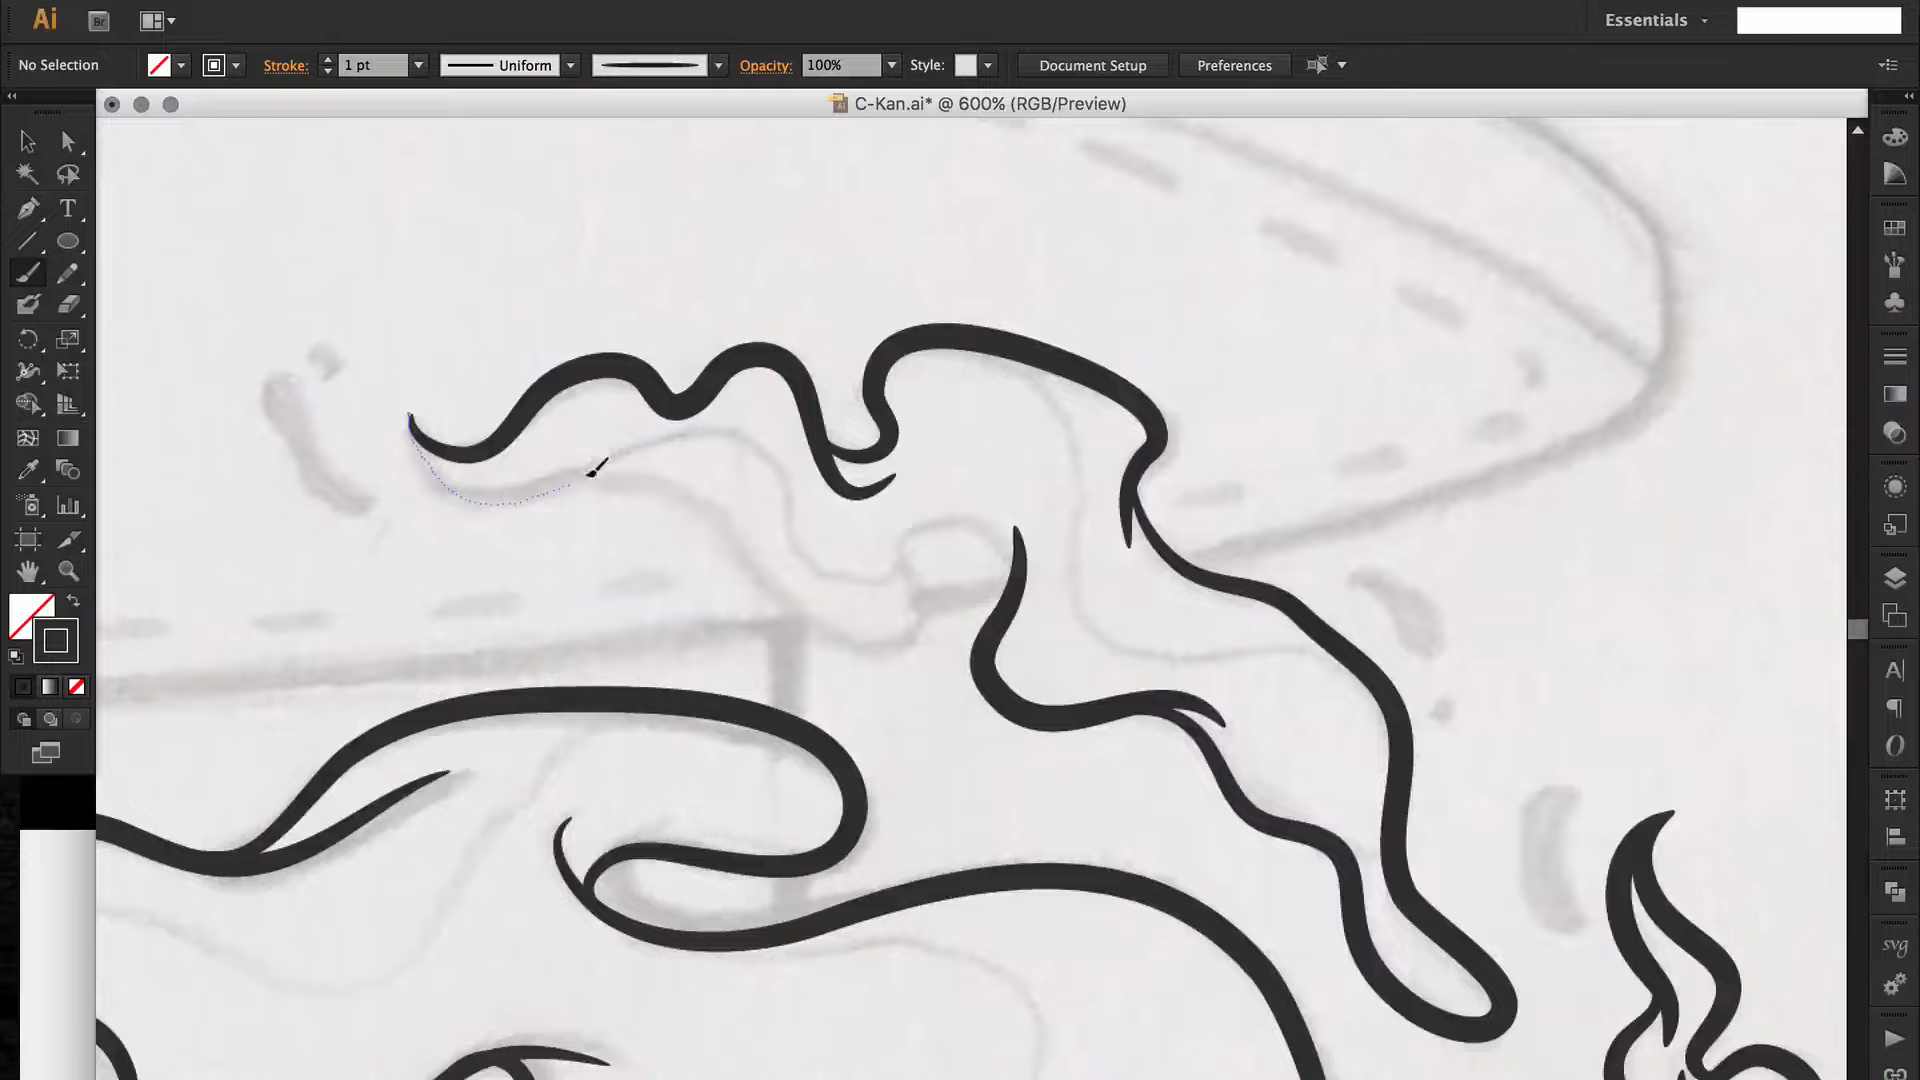 Ai Br Essentials
No Selection Stroke: 1 pt Uniform Opacity: 100% Style: Document Setup Preferences
C-Kan.ai* @ 600% (RGB/Preview)
T
A
¶
O
svg